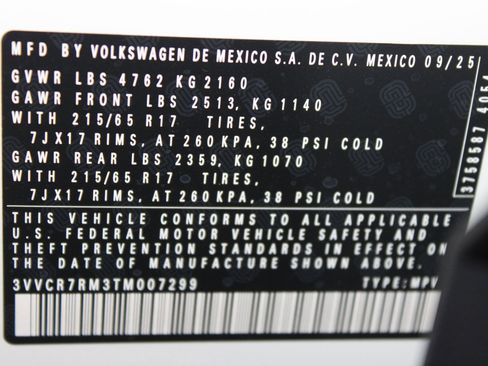 MFD BY VOLKSWAGEN DE MEXICO S.A. DE C.V. MEXICO 09/25
GVWR LBS 4762 KG 2160
GAWR FRONT LBS 2513, KG 1140
WITH 215/65 R17 TIRES,
7JX17 RIMS, AT 260 KPA, 38 PSI COLD
GAWR REAR LBS 2359, KG 1070
WITH 215/65 R17 TIRES,
7JX17 RIMS, AT 260 KPA, 38 PSI COLD
THIS VEHICLE CONFORMS TO ALL APPLICABLE
U.S. FEDERAL MOTOR VEHICLE SAFETY AND
THEFT PREVENTION STANDARDS IN EFFECT ON
THE DATE OF MANUFACTURE SHOWN ABOVE.
3VVCR7RM3TM007299 TYPE: MPV
3758587 4054